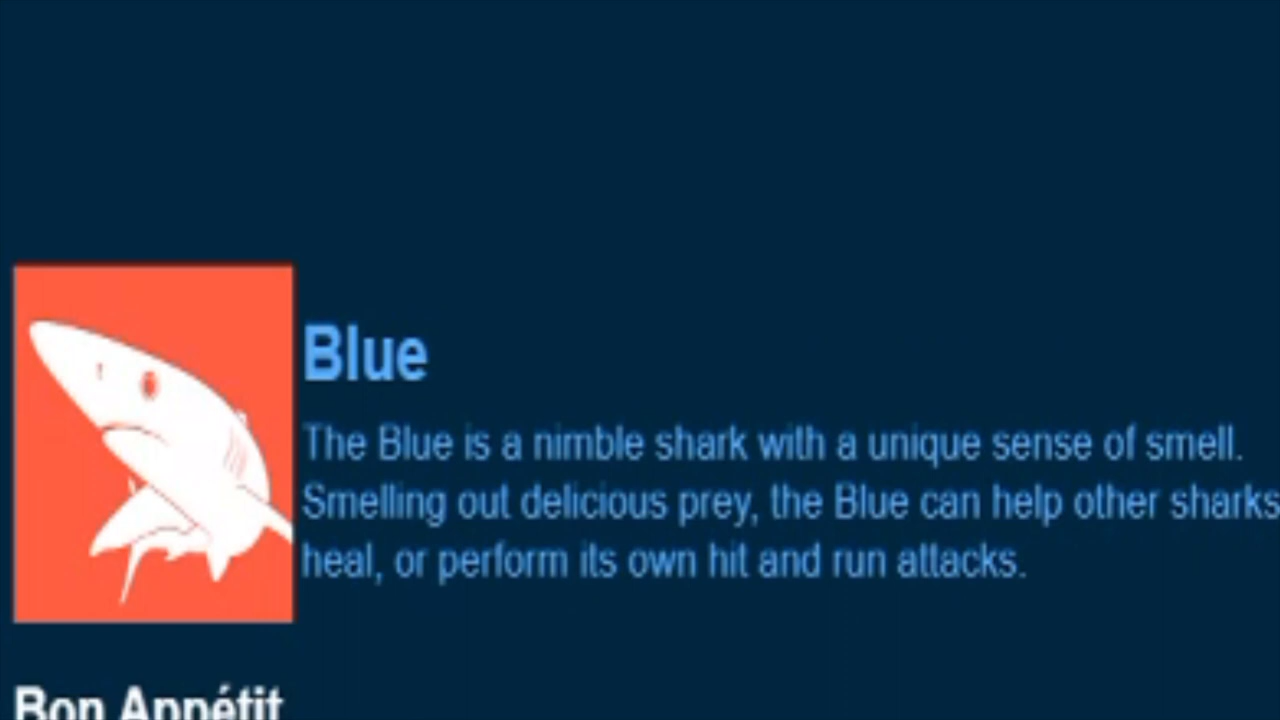 Blue
The Blue is a nimble shark with a unique sense of smell.
Smelling out delicious prey, the Blue can help other sharks
heal, or perform its own hit and run attacks.
Bon Appétit